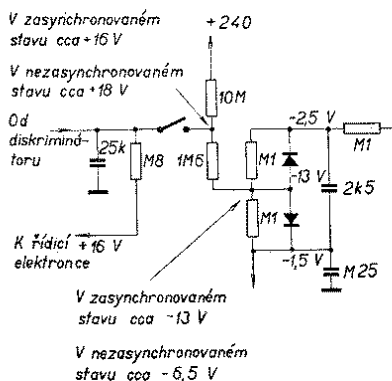 V zasynchronovaném
stavu cca +16 V
+240
V nezasynchronovaném
stavu cca +18 V
10M
Od
diskrimi-
nátoru
25k
M8
1M6
M1
-2,5 V
M1
-13 V
2k5
M1
K řídicí
elektronce
+16 V
-1,5 V
M25
V zasynchronovaném
stavu cca -13 V
V nezasynchronovaném
stavu cca -6,5 V